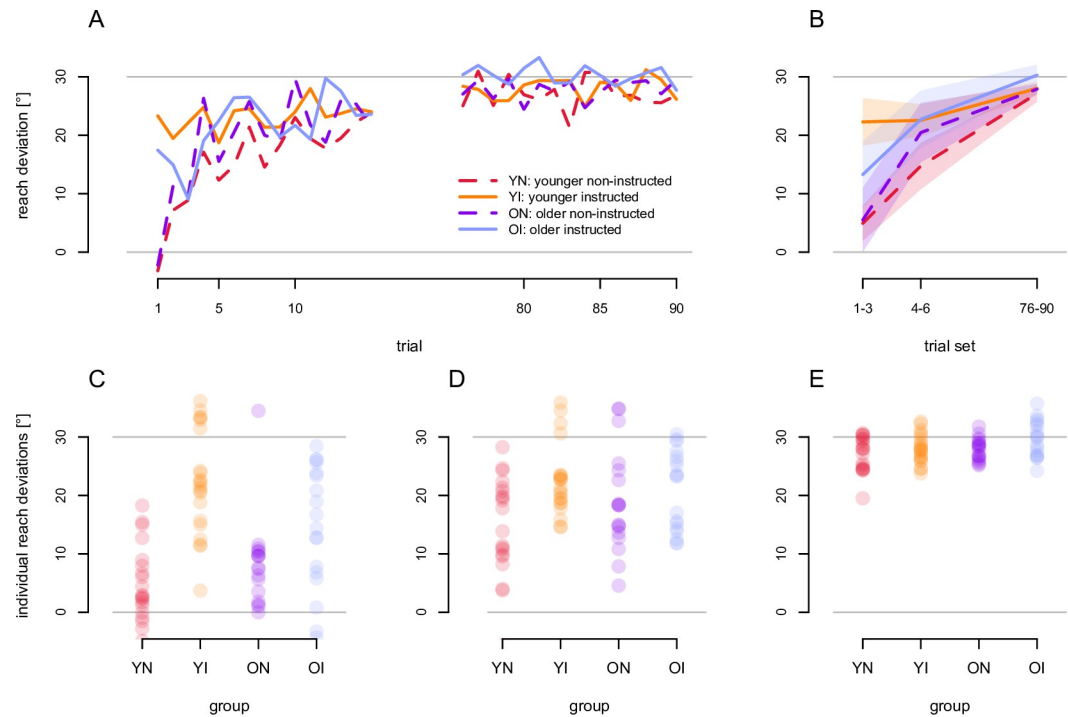 A
B
reach deviation [°]
30
20
10
0
YN: younger non-instructed
YI: younger instructed
ON: older non-instructed
OI: older instructed
1 5 10 80 85 90
trial
30
20
10
0
1-3 4-6 76-90
trial set
C
D
E
individual reach deviations [°]
30
20
10
0
YN YI ON OI
group
30
20
10
0
YN YI ON OI
group
30
20
10
0
YN YI ON OI
group